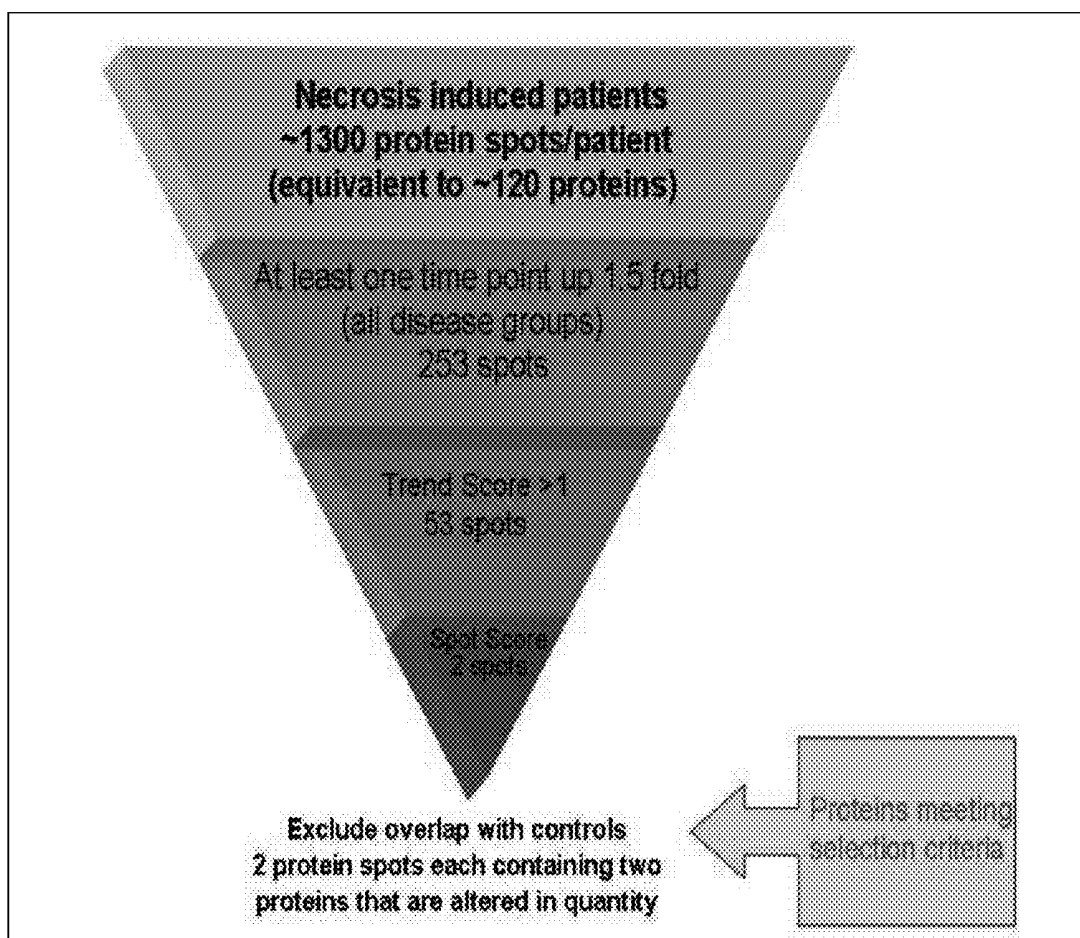 Necrosis induced patients
~1300 protein spots/patient
(equivalent to ~120 proteins)
At least one time point up 1.5 fold
(all disease groups)
253 spots
Trend Score >1
53 spots
Spot Score
2 spots
Exclude overlap with controls
2 protein spots each containing two
proteins that are altered in quantity
Proteins meeting
selection criteria